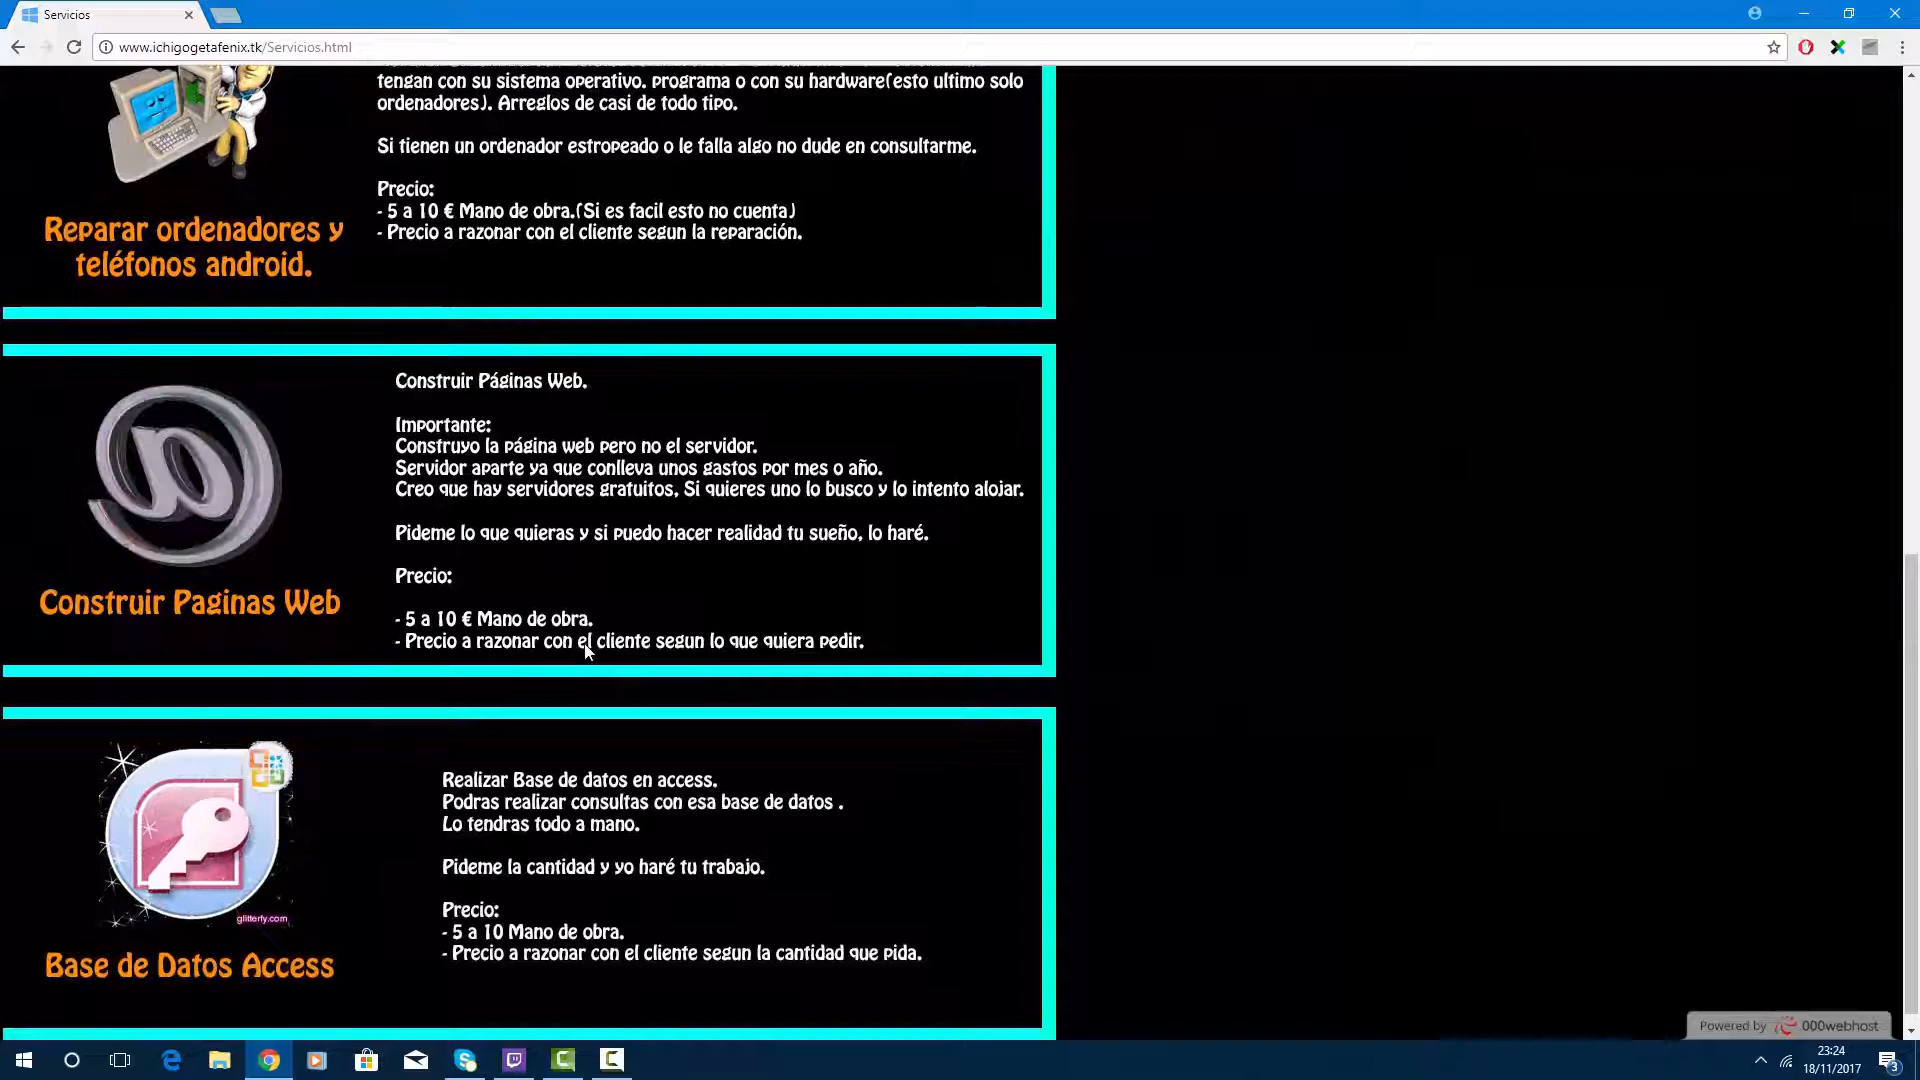 Servicios
www.ichigogetafenix.tk/Servicios.html
tengan con su sistema operativo, programa o con su hardware(esto ultimo solo
ordenadores). Arreglos de casi de todo tipo.
Si tienen un ordenador estropeado o le falla algo no dude en consultarme.
Precio:
- 5 a 10 € Mano de obra.(Si es facil esto no cuenta)
- Precio a razonar con el cliente segun la reparación.
Reparar ordenadores y
teléfonos android.
Construir Páginas Web.
Importante:
Construyo la página web pero no el servidor.
Servidor aparte ya que conlleva unos gastos por mes o año.
Creo que hay servidores gratuitos, Si quieres uno lo busco y lo intento alojar.
Pideme lo que quieras y si puedo hacer realidad tu sueño, lo haré.
Precio:
- 5 a 10 € Mano de obra.
- Precio a razonar con el cliente segun lo que quiera pedir.
Construir Paginas Web
Realizar Base de datos en access.
Podras realizar consultas con esa base de datos .
Lo tendras todo a mano.
Pideme la cantidad y yo haré tu trabajo.
Precio:
- 5 a 10 Mano de obra.
- Precio a razonar con el cliente segun la cantidad que pida.
glitterfy.com
Base de Datos Access
Powered by 000webhost
23:24
18/11/2017
3